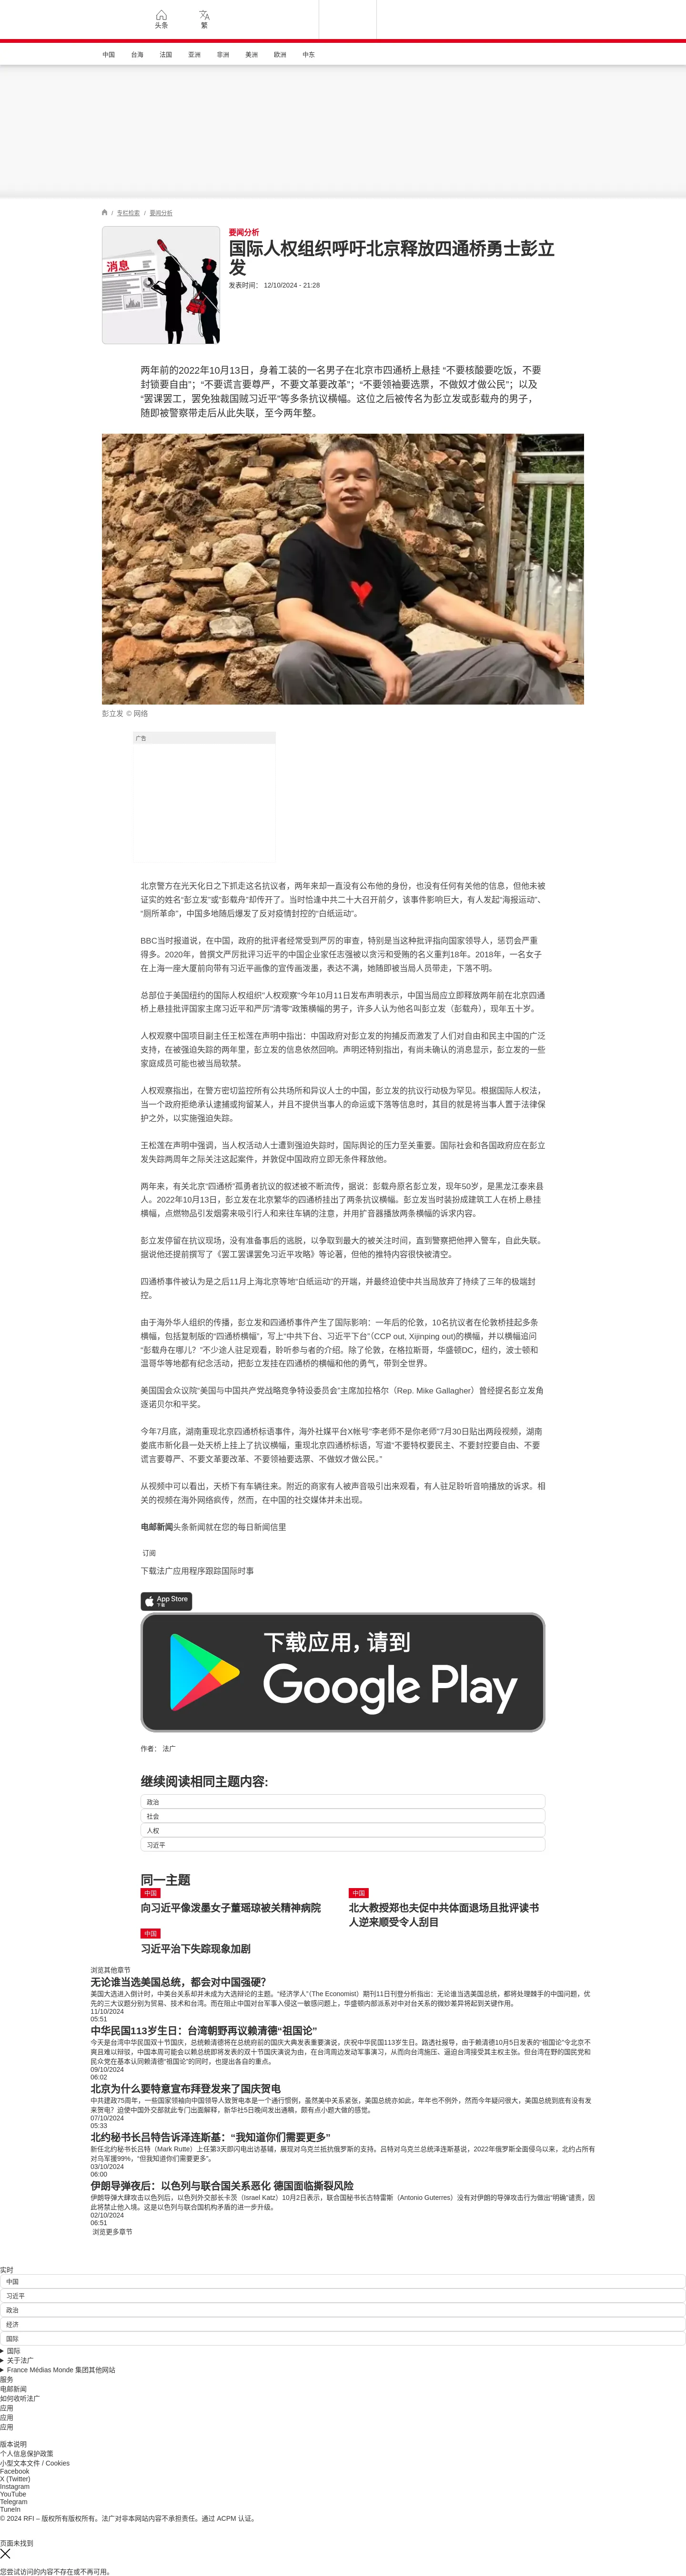 头条
繁
中国 台海 法国 亚洲 非洲 美洲 欧洲 中东
/ 专栏检索 / 要闻分析
消息
要闻分析
国际人权组织呼吁北京释放四通桥勇士彭立
发
发表时间： 12/10/2024 - 21:28
两年前的2022年10月13日，身着工装的一名男子在北京市四通桥上悬挂 “不要核酸要吃饭，不要
封锁要自由”；“不要谎言要尊严，不要文革要改革”；“不要领袖要选票，不做奴才做公民”；以及
“罢课罢工，罢免独裁国贼习近平”等多条抗议横幅。这位之后被传名为彭立发或彭载舟的男子，
随即被警察带走后从此失联，至今两年整。
彭立发 © 网络
广告
北京警方在光天化日之下抓走这名抗议者，两年来却一直没有公布他的身份，也没有任何有关他的信息，但他未被
证实的姓名“彭立发”或“彭载舟”却传开了。当时恰逢中共二十大召开前夕，该事件影响巨大，有人发起“海报运动”、
“厕所革命”，中国多地随后爆发了反对疫情封控的“白纸运动”。
BBC当时报道说，在中国，政府的批评者经常受到严厉的审查，特别是当这种批评指向国家领导人，惩罚会严重
得多。2020年，曾撰文严厉批评习近平的中国企业家任志强被以贪污和受贿的名义重判18年。2018年，一名女子
在上海一座大厦前向带有习近平画像的宣传画泼墨，表达不满，她随即被当局人员带走，下落不明。
总部位于美国纽约的国际人权组织“人权观察”今年10月11日发布声明表示，中国当局应立即释放两年前在北京四通
桥上悬挂批评国家主席习近平和严厉“清零”政策横幅的男子，许多人认为他名叫彭立发（彭载舟），现年五十岁。
人权观察中国项目副主任王松莲在声明中指出：中国政府对彭立发的拘捕反而激发了人们对自由和民主中国的广泛
支持，在被强迫失踪的两年里，彭立发的信息依然回响。声明还特别指出，有尚未确认的消息显示，彭立发的一些
家庭成员可能也被当局软禁。
人权观察指出，在警方密切监控所有公共场所和异议人士的中国，彭立发的抗议行动极为罕见。根据国际人权法，
当一个政府拒绝承认逮捕或拘留某人，并且不提供当事人的命运或下落等信息时，其目的就是将当事人置于法律保
护之外，以实施强迫失踪。
王松莲在声明中强调，当人权活动人士遭到强迫失踪时，国际舆论的压力至关重要。国际社会和各国政府应在彭立
发失踪两周年之际关注这起案件，并敦促中国政府立即无条件释放他。
两年来，有关北京“四通桥”孤勇者抗议的叙述被不断流传，据说：彭载舟原名彭立发，现年50岁，是黑龙江泰来县
人。2022年10月13日，彭立发在北京繁华的四通桥挂出了两条抗议横幅。彭立发当时装扮成建筑工人在桥上悬挂
横幅，点燃物品引发烟雾来吸引行人和来往车辆的注意，并用扩音器播放两条横幅的诉求内容。
彭立发停留在抗议现场，没有准备事后的逃脱，以争取到最大的被关注时间，直到警察把他押入警车，自此失联。
据说他还提前撰写了《罢工罢课罢免习近平攻略》等论著，但他的推特内容很快被清空。
四通桥事件被认为是之后11月上海北京等地“白纸运动”的开端，并最终迫使中共当局放弃了持续了三年的极端封
控。
由于海外华人组织的传播，彭立发和四通桥事件产生了国际影响：一年后的伦敦，10名抗议者在伦敦桥挂起多条
横幅，包括复制版的“四通桥横幅”，写上“中共下台、习近平下台”（CCP out, Xijinping out)的横幅，并以横幅追问
“彭载舟在哪儿？”不少途人驻足观看，聆听参与者的介绍。除了伦敦，在格拉斯哥，华盛顿DC，纽约，波士顿和
温哥华等地都有纪念活动，把彭立发挂在四通桥的横幅和他的勇气，带到全世界。
美国国会众议院“美国与中国共产党战略竞争特设委员会”主席加拉格尔（Rep. Mike Gallagher）曾经提名彭立发角
逐诺贝尔和平奖。
今年7月底，湖南重现北京四通桥标语事件，海外社媒平台X帐号“李老师不是你老师”7月30日贴出两段视频，湖南
娄底市新化县一处天桥上挂上了抗议横幅，重现北京四通桥标语，写道“不要特权要民主、不要封控要自由、不要
谎言要尊严、不要文革要改革、不要领袖要选票、不做奴才做公民。”
从视频中可以看出，天桥下有车辆往来。附近的商家有人被声音吸引出来观看，有人驻足聆听音响播放的诉求。相
关的视频在海外网络疯传，然而，在中国的社交媒体并未出现。
电邮新闻头条新闻就在您的每日新闻信里
订阅
下载法广应用程序跟踪国际时事
App Store
下载
下载应用，请到
Google Play
作者： 法广
继续阅读相同主题内容:
政治
社会
人权
习近平
同一主题
中国
向习近平像泼墨女子董瑶琼被关精神病院
中国
北大教授郑也夫促中共体面退场且批评读书
人逆来顺受令人刮目
中国
习近平治下失踪现象加剧
浏览其他章节
无论谁当选美国总统，都会对中国强硬？
美国大选进入倒计时，中美台关系却并未成为大选辩论的主题。“经济学人”（The Economist）期刊11日刊登分析指出：无论谁当选美国总统，都将处理棘手的中国问题，优
先的三大议题分别为贸易、技术和台湾。而在阻止中国对台军事入侵这一敏感问题上，华盛顿内部派系对中对台关系的微妙差异将起到关键作用。
11/10/2024
05:51
中华民国113岁生日：台湾朝野再议赖清德“祖国论”
今天是台湾中华民国双十节国庆，总统赖清德将在总统府前的国庆大典发表重要演说，庆祝中华民国113岁生日。路透社报导，由于赖清德10月5日发表的“祖国论”令北京不
爽且难以辩驳，中国本周可能会以赖总统即将发表的双十节国庆演说为由，在台湾周边发动军事演习，从而向台湾施压、逼迫台湾接受其主权主张。但台湾在野的国民党和
民众党在基本认同赖清德“祖国论”的同时，也提出各自的重点。
09/10/2024
06:02
北京为什么要特意宣布拜登发来了国庆贺电
中共建政75周年，一些国家领袖向中国领导人致贺电本是一个通行惯例，虽然美中关系紧张，美国总统亦如此，年年也不例外，然而今年疑问很大，美国总统到底有没有发
来贺电？迫使中国外交部就此专门出面解释，新华社5日晚间发出通稿，颇有点小题大做的感觉。
07/10/2024
05:33
北约秘书长吕特告诉泽连斯基：“我知道你们需要更多”
新任北约秘书长吕特（Mark Rutte）上任第3天即闪电出访基辅，展现对乌克兰抵抗俄罗斯的支持。吕特对乌克兰总统泽连斯基说，2022年俄罗斯全面侵乌以来，北约占所有
对乌军援99%，“但我知道你们需要更多”。
03/10/2024
06:00
伊朗导弹夜后：以色列与联合国关系恶化 德国面临撕裂风险
伊朗导弹大肆攻击以色列后，以色列外交部长卡茨（Israel Katz）10月2日表示，联合国秘书长古特雷斯（Antonio Guterres）没有对伊朗的导弹攻击行为做出“明确”谴责，因
此将禁止他入境。这是以色列与联合国机构矛盾的进一步升级。
02/10/2024
06:51
浏览更多章节
实时
中国
习近平
政治
经济
国际
国际
关于法广
France Médias Monde 集团其他网站
服务
电邮新闻
如何收听法广
应用
应用
应用
版本说明
个人信息保护政策
小型文本文件 / Cookies
Facebook
X (Twitter)
Instagram
YouTube
Telegram
TuneIn
© 2024 RFI – 版权所有版权所有。法广对非本网站内容不承担责任。通过 ACPM 认证。
页面未找到
您尝试访问的内容不存在或不再可用。